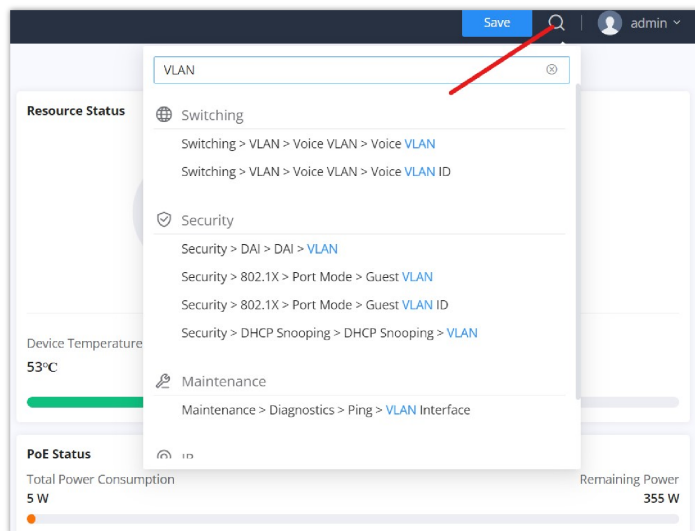 Save
admin
VLAN
Resource Status
Switching
Switching > VLAN > Voice VLAN > Voice VLAN
Switching > VLAN > Voice VLAN > Voice VLAN ID
Security
Security > DAI > DAI > VLAN
Security > 802.1X > Port Mode > Guest VLAN
Security > 802.1X > Port Mode > Guest VLAN ID
Security > DHCP Snooping > DHCP Snooping > VLAN
Device Temperature
53°C
Maintenance
Maintenance > Diagnostics > Ping > VLAN Interface
PoE Status
Total Power Consumption
Remaining Power
5 W
355 W